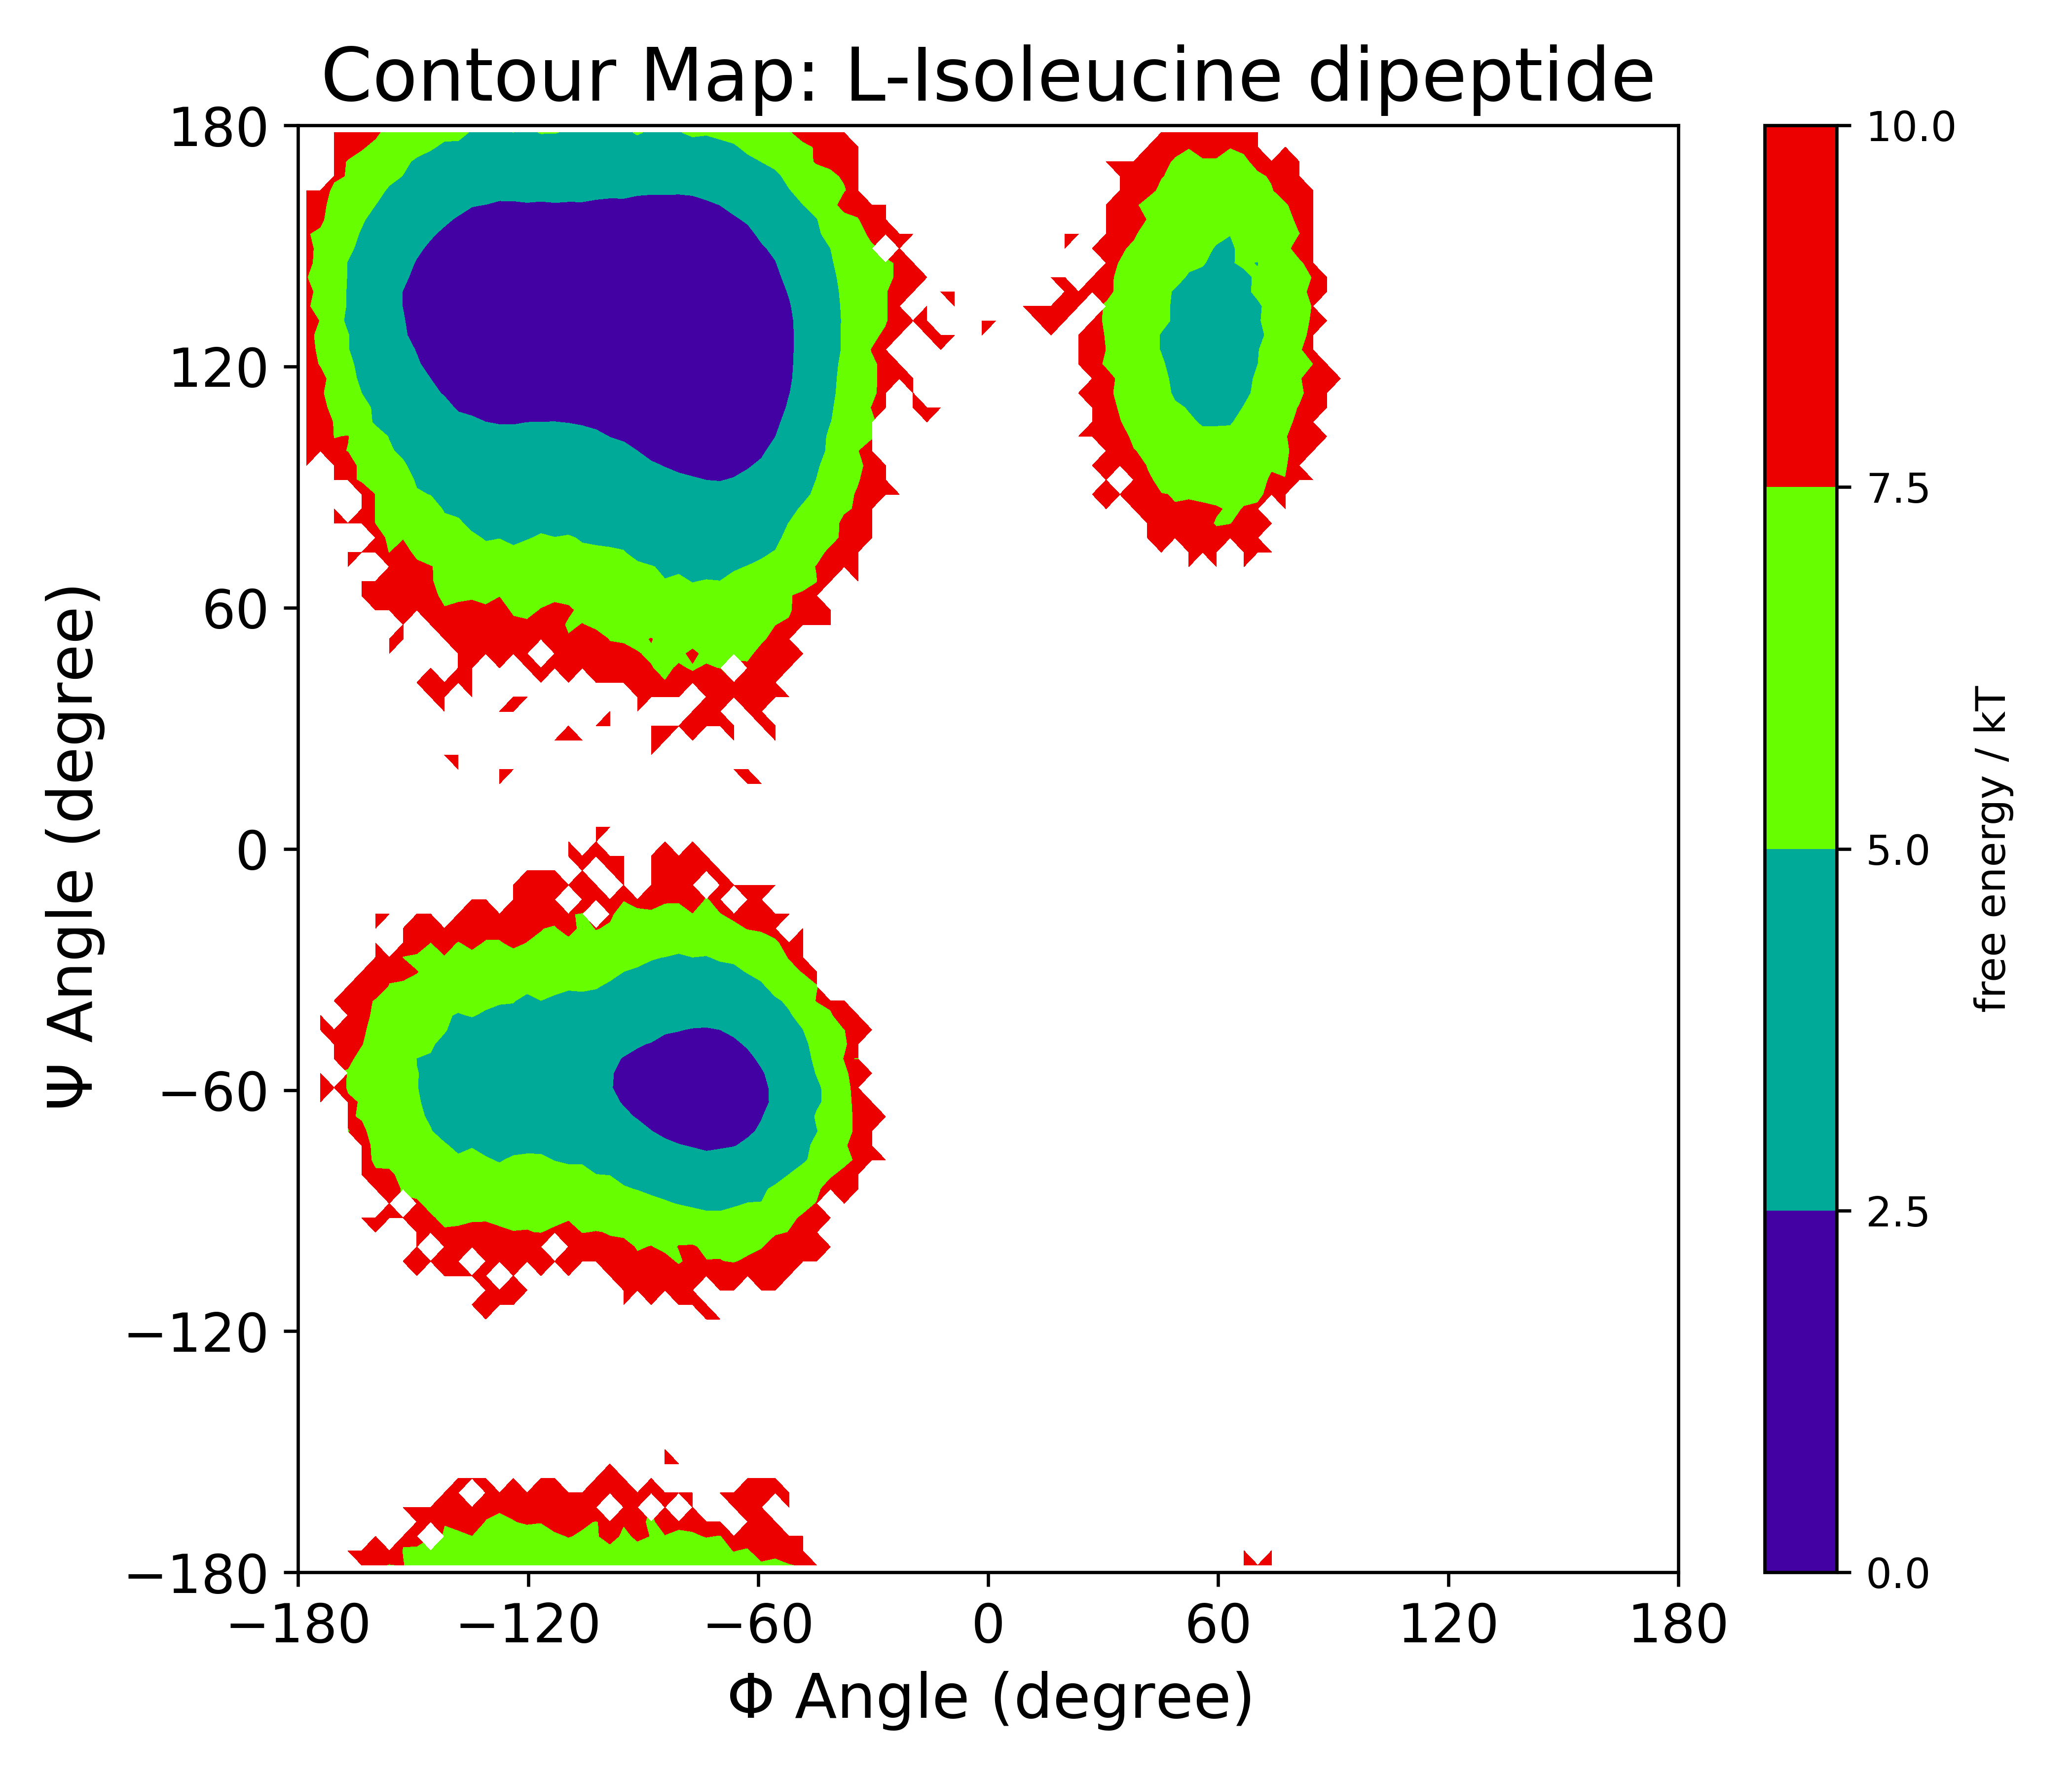 Contour Map: L-Isoleucine dipeptide
Ψ Angle (degree)
180
120
60
0
−60
−120
−180
−180 −120 −60 0 60 120 180
Φ Angle (degree)
10.0
7.5
5.0
2.5
0.0
free energy / kT